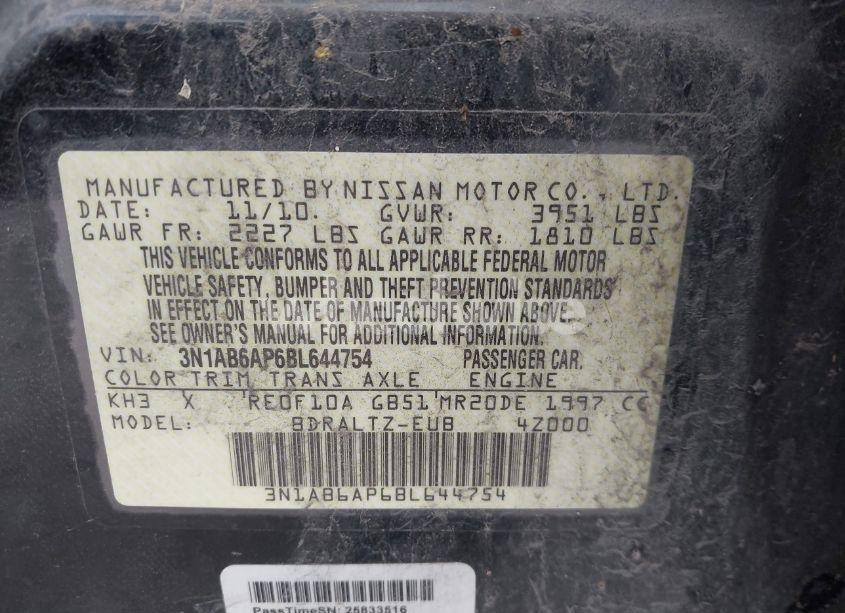 MANUFACTURED BY NISSAN MOTOR CO., LTD.
DATE: 11/10. GVWR: 3951 LBS
GAWR FR: 2227 LBS GAWR RR: 1810 LBS
THIS VEHICLE CONFORMS TO ALL APPLICABLE FEDERAL MOTOR
VEHICLE SAFETY, BUMPER AND THEFT PREVENTION STANDARDS
IN EFFECT ON THE DATE OF MANUFACTURE SHOWN ABOVE.
SEE OWNER'S MANUAL FOR ADDITIONAL INFORMATION.
VIN: 3N1AB6AP6BL644754 PASSENGER CAR.
COLOR TRIM TRANS AXLE ENGINE
KH3 X 'RE0F10A GB51'MR20DE 1997 CC
MODEL: BDRALTZ-EUB 4Z000
3N1AB6AP6BL644754
PassTimeSN: 25833516